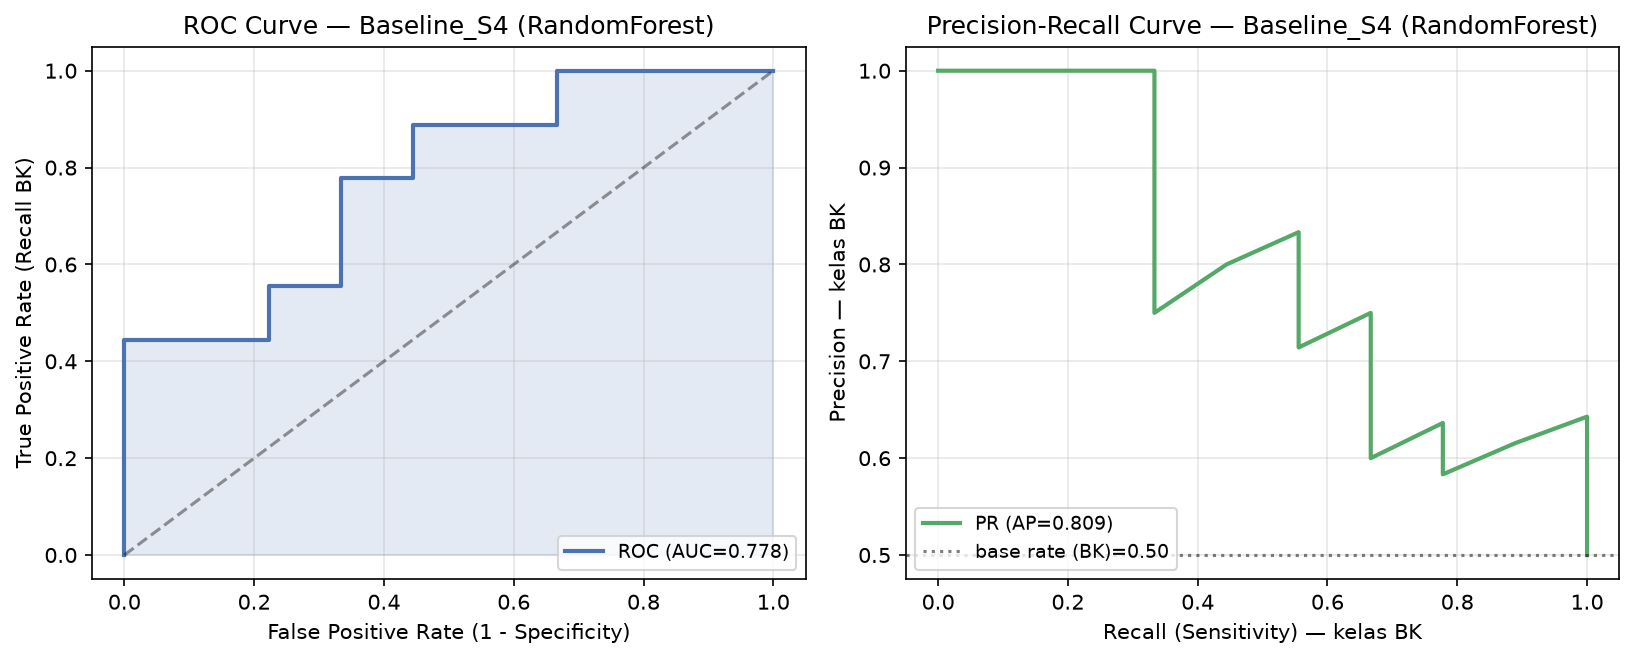 ROC Curve — Baseline_S4 (RandomForest)
True Positive Rate (Recall BK)
1.0
0.8
0.6
0.4
0.2
0.0
ROC (AUC=0.778)
0.0 0.2 0.4 0.6 0.8 1.0
False Positive Rate (1 - Specificity)
Precision-Recall Curve — Baseline_S4 (RandomForest)
Precision — kelas BK
1.0
0.9
0.8
0.7
0.6
0.5
PR (AP=0.809)
base rate (BK)=0.50
0.0 0.2 0.4 0.6 0.8 1.0
Recall (Sensitivity) — kelas BK